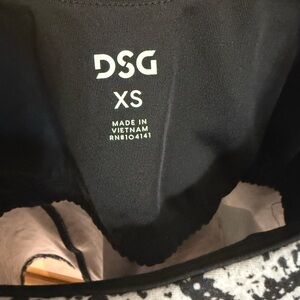 DSG
XS
MADE IN
VIETNAM
RN#104141